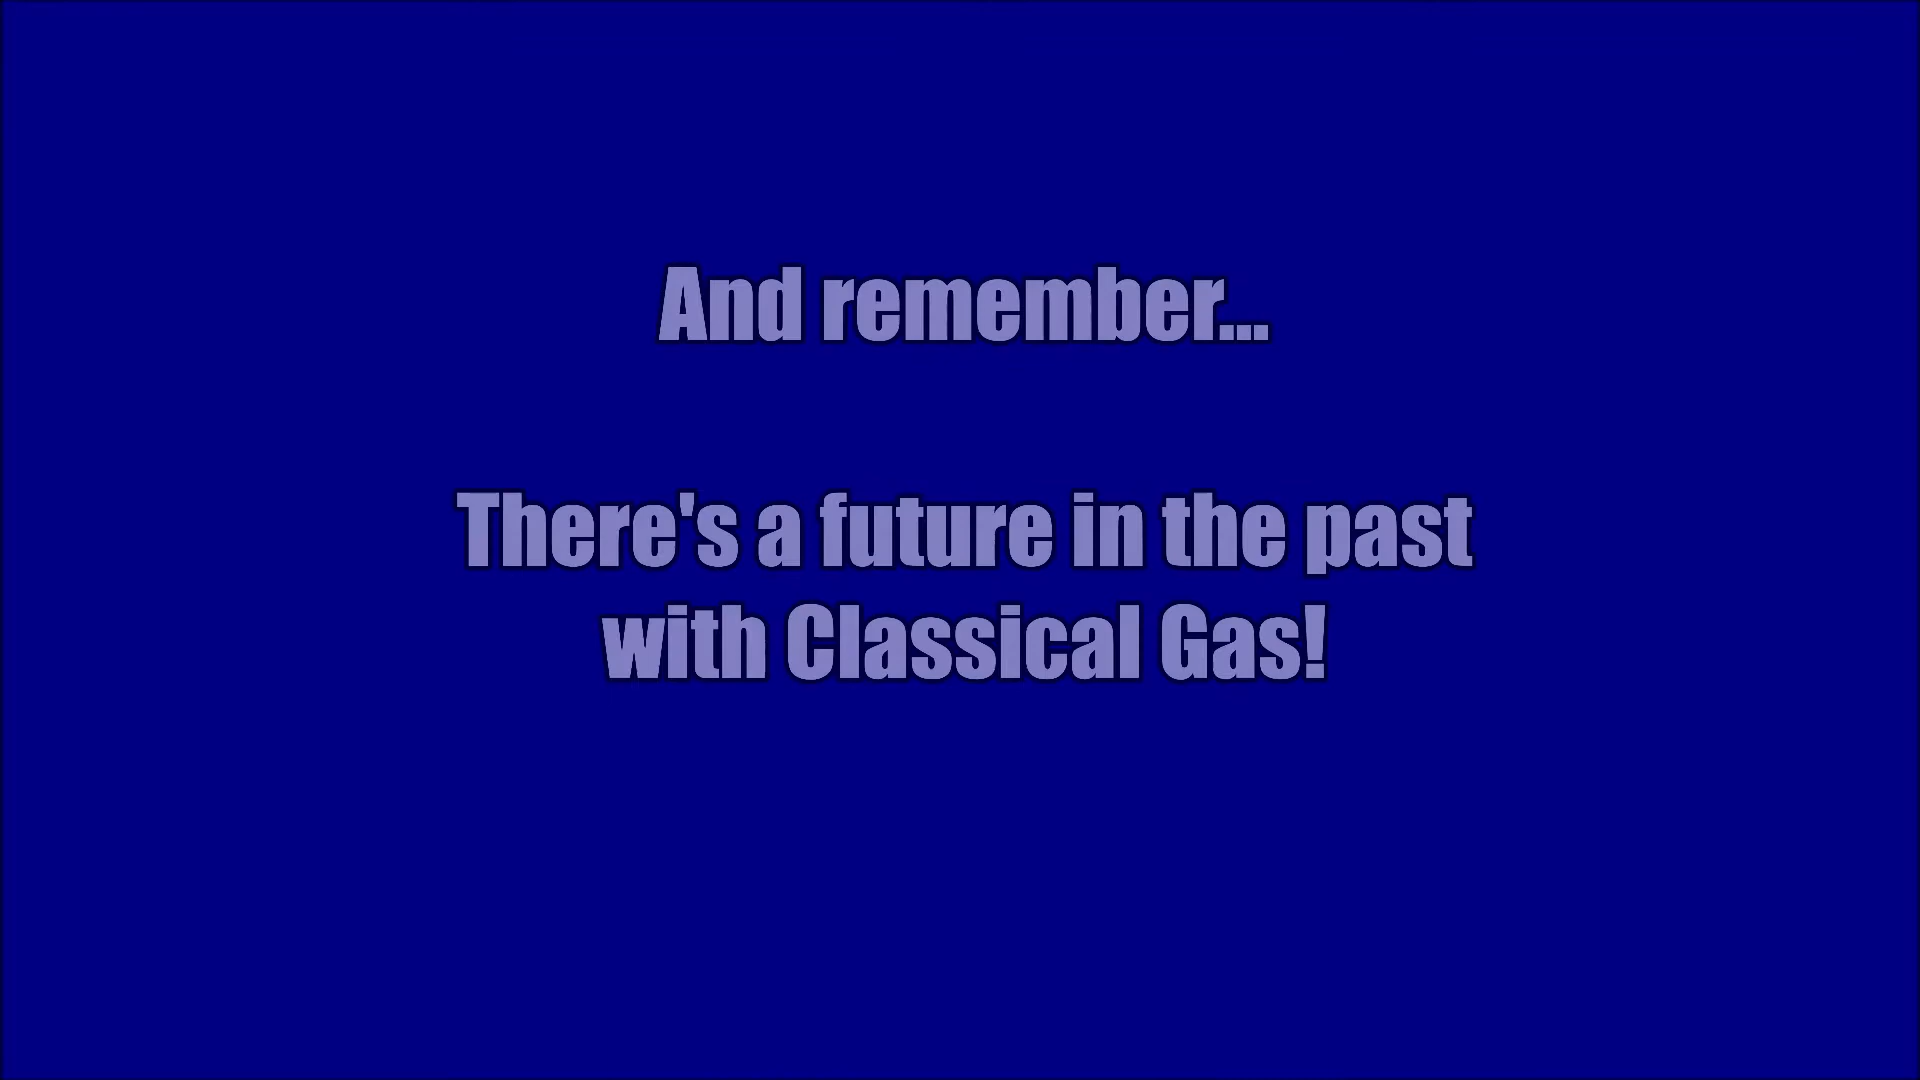 And remember...
There's a future in the past
with Classical Gas!